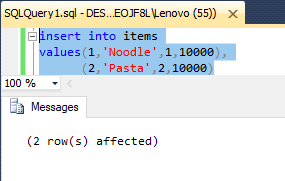 SQLQuery1.sql - DES...EOJF8L\Lenovo (55))
insert into items
values(1,'Noodle',1,10000),
(2,'Pasta',2,10000)
100 %
Messages
(2 row(s) affected)